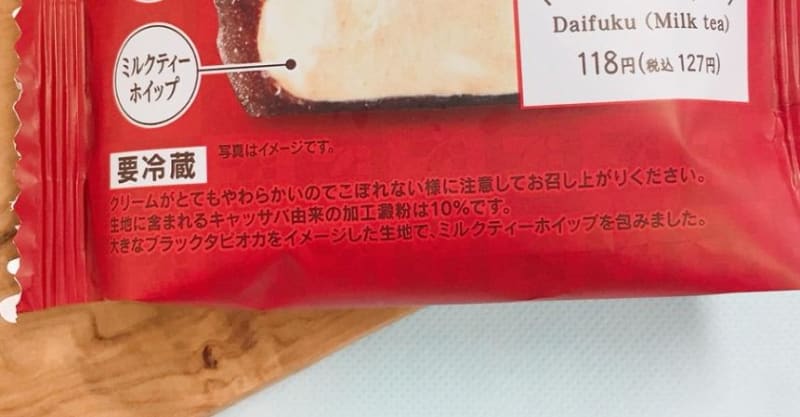 Daifuku (Milk tea)
118円(税込 127円)
ミルクティー
ホイップ
写真はイメージです。
要冷蔵
クリームがとてもやわらかいのでこぼれない様に注意してお召し上がりください。
生地に含まれるキャッサバ由来の加工澱粉は10%です。
大きなブラックタピオカをイメージした生地で、ミルクティーホイップを包みました。